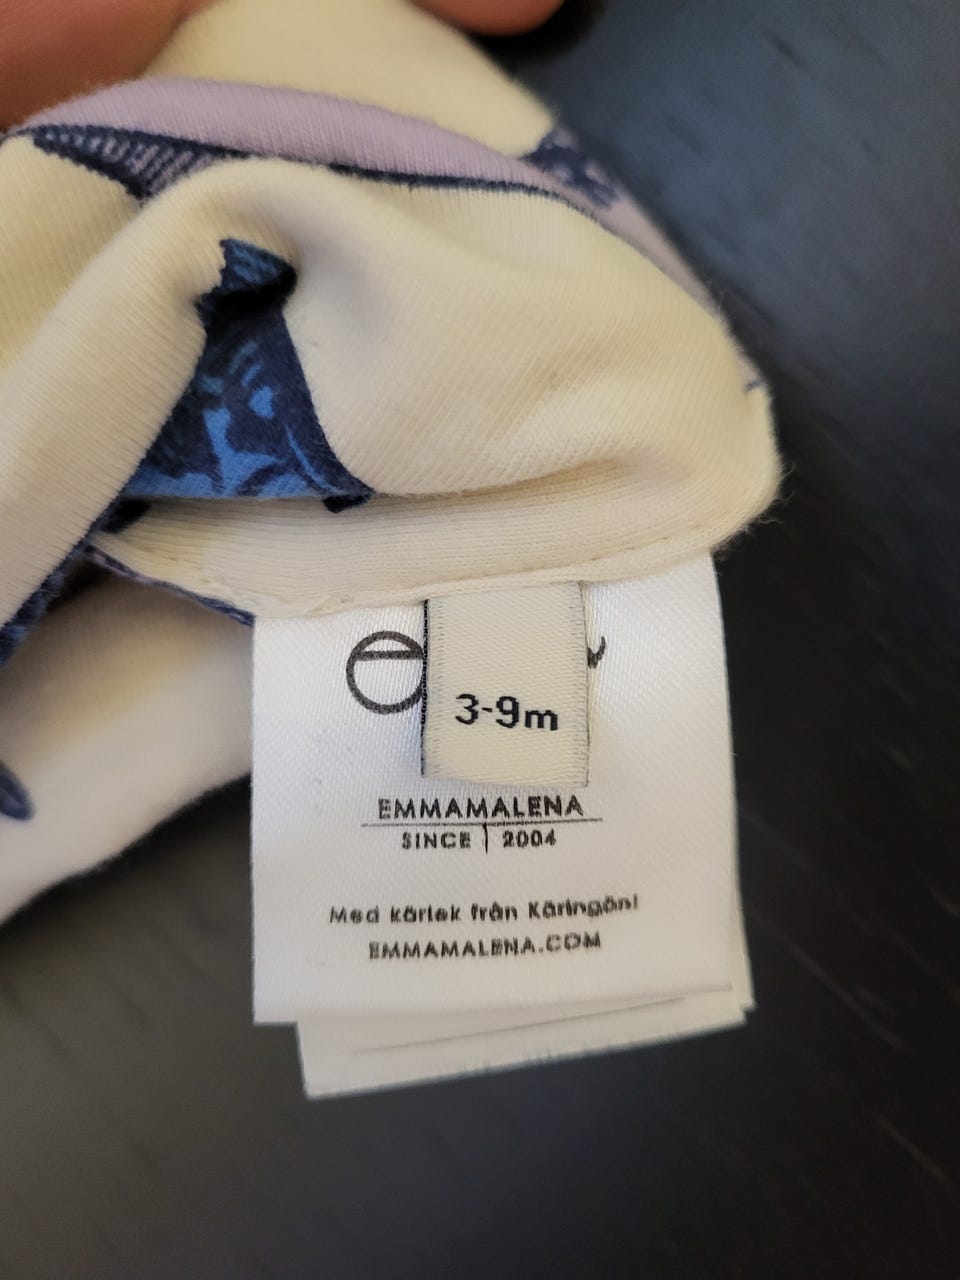 3-9m
EMMAMALENA
SINCE | 2004
Med kärlek från Käringön!
EMMAMALENA.COM